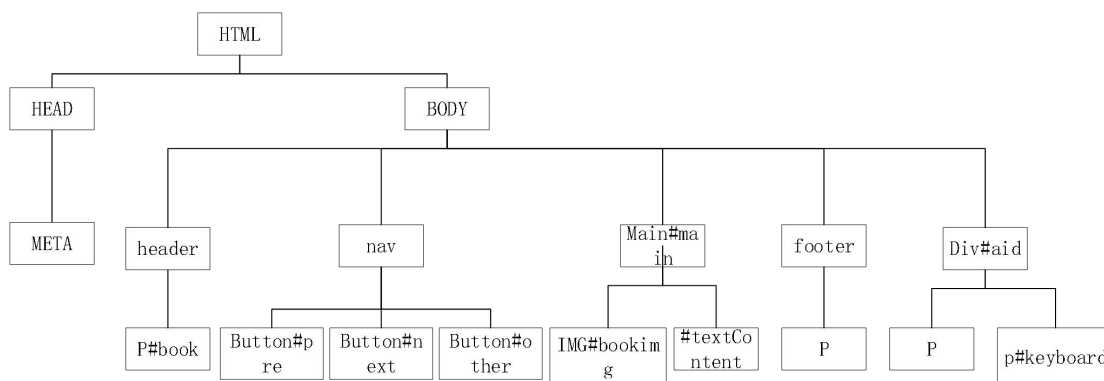 HTML
HEAD
BODY
META
header
nav
Main#ma
in
footer
Div#aid
P#book
Button#p
re
Button#n
ext
Button#o
ther
IMG#bookim
g
#textCo
ntent
P
P
p#keyboard